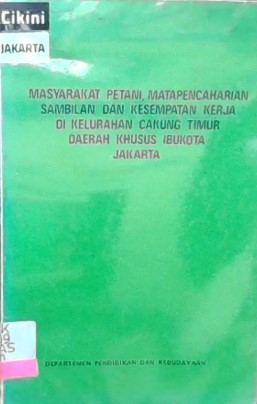 Cikini
JAKARTA
MASYARAKAT PETANI, MATAPENCAHARIAN
SAMBILAN DAN KESEMPATAN KERJA
DI KELURAHAN CAKUNG TIMUR
DAERAH KHUSUS IBUKOTA
JAKARTA
K
AS
DEPARTEMEN PENDIDIKAN DAN KEBUDAYAAN